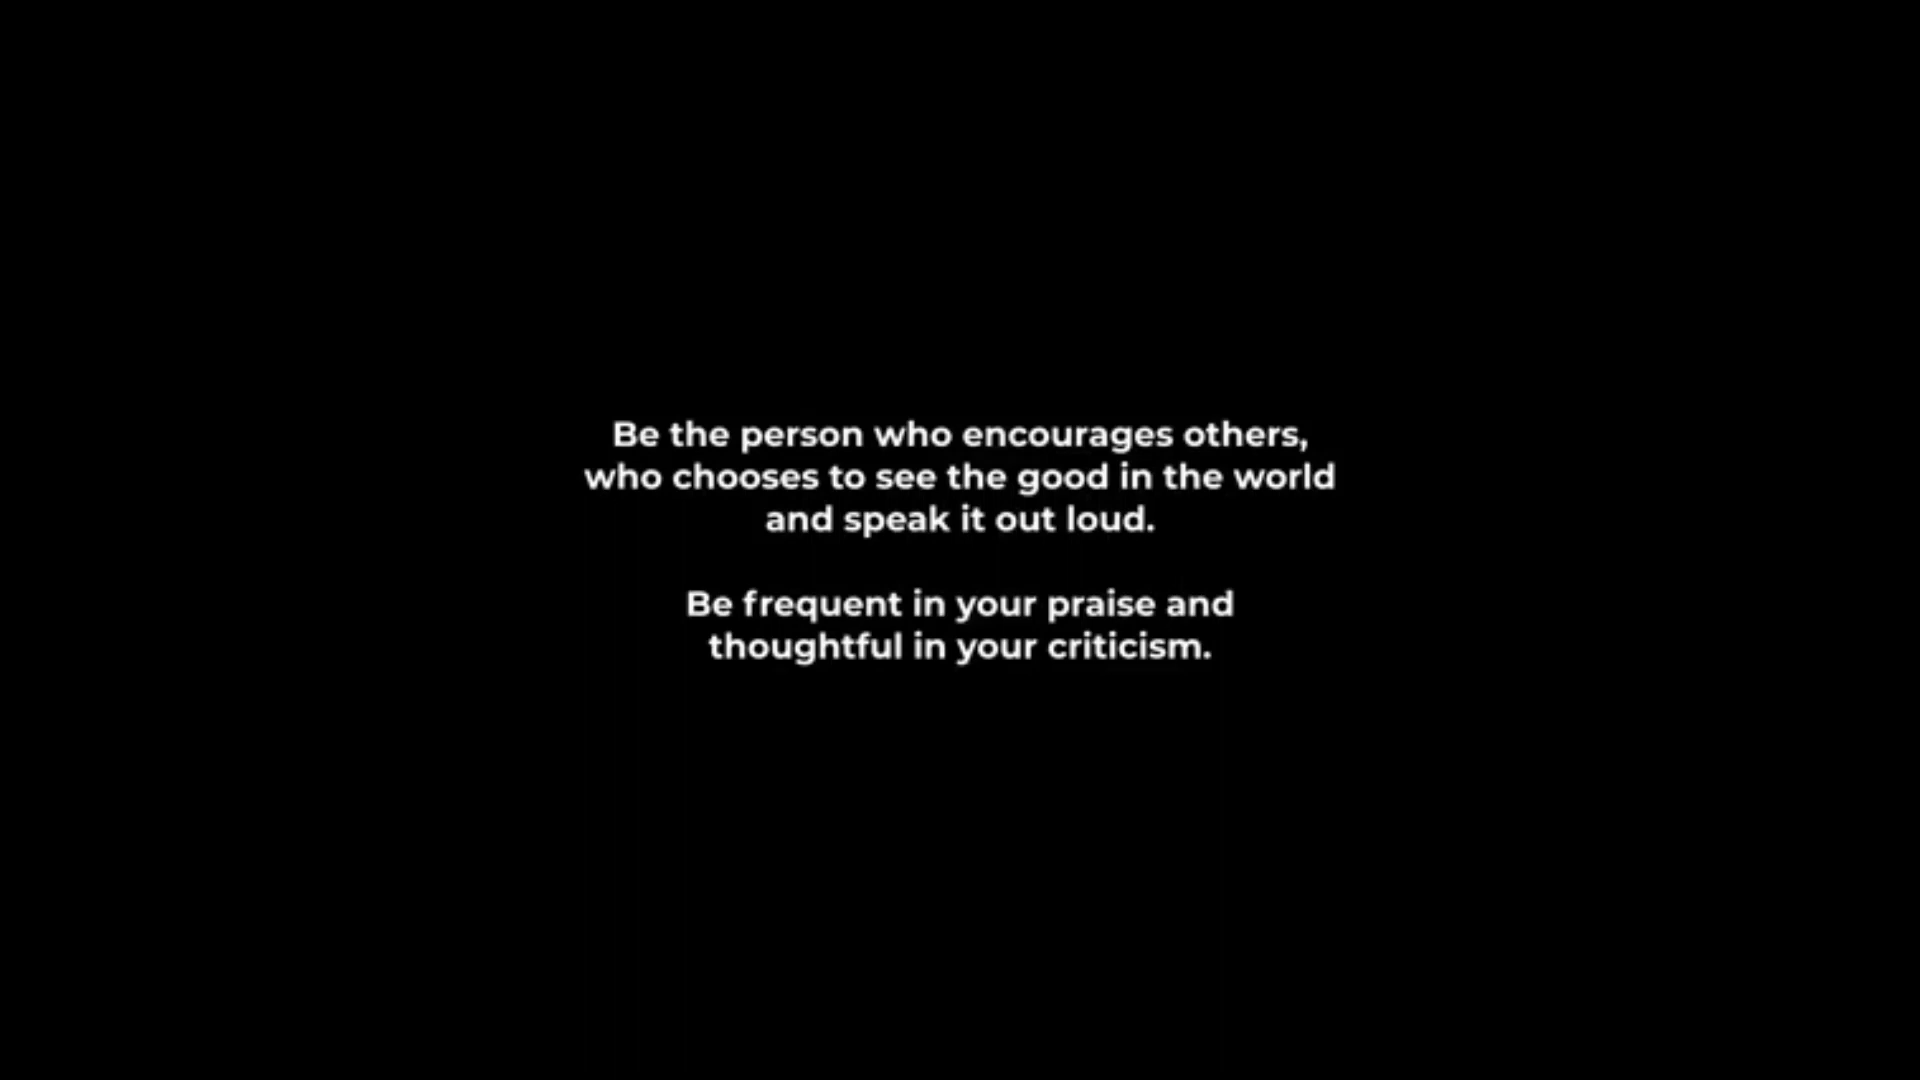 Be the person who encourages others,
who chooses to see the good in the world
and speak it out loud.
Be frequent in your praise and
thoughtful in your criticism.